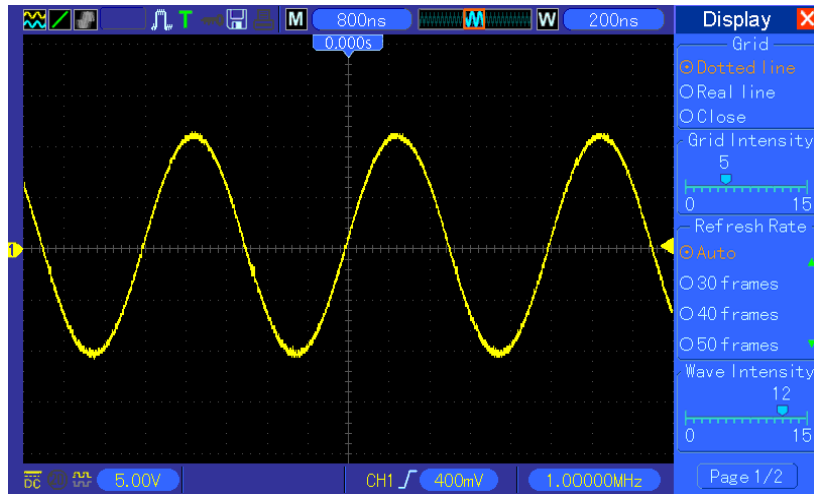 T M 800ns W 200ns
0.000s
1
DC 5.00V CH1 400mV 1.00000MHz
Display
Grid
Dotted line
Real line
Close
Grid Intensity
5
0 15
Refresh Rate
Auto
30 frames
40 frames
50 frames
Wave Intensity
12
0 15
Page 1/2